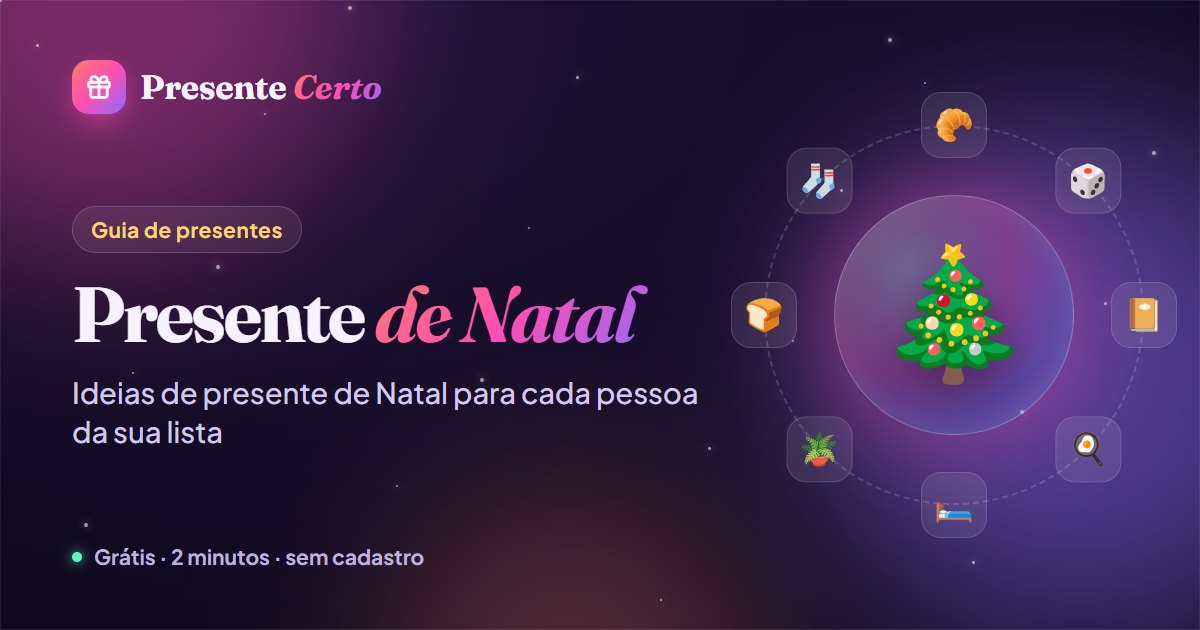 Presente Certo
Guia de presentes
Presente de Natal
Ideias de presente de Natal para cada pessoa
da sua lista
Grátis · 2 minutos · sem cadastro